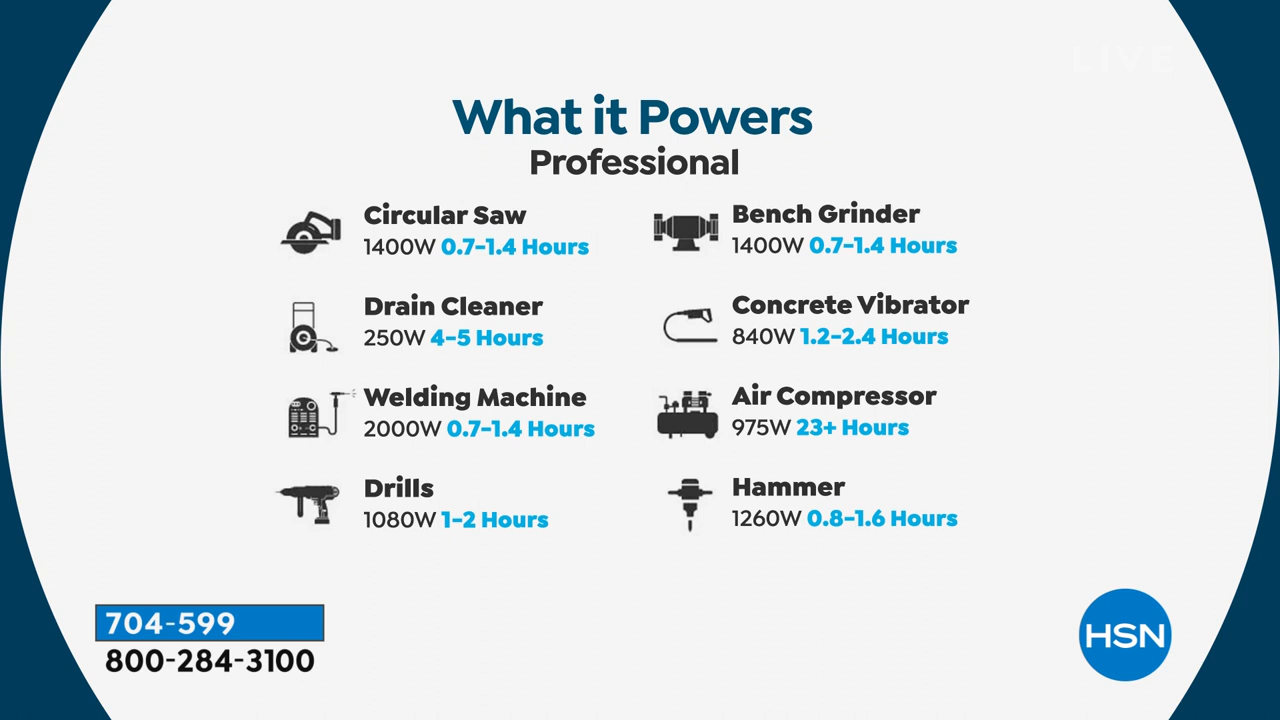 LIVE
What it Powers
Professional
Circular Saw
1400W 0.7-1.4 Hours
Bench Grinder
1400W 0.7-1.4 Hours
Drain Cleaner
250W 4-5 Hours
Concrete Vibrator
840W 1.2-2.4 Hours
Welding Machine
2000W 0.7-1.4 Hours
Air Compressor
975W 23+ Hours
Drills
1080W 1-2 Hours
Hammer
1260W 0.8-1.6 Hours
704-599
800-284-3100
HSN